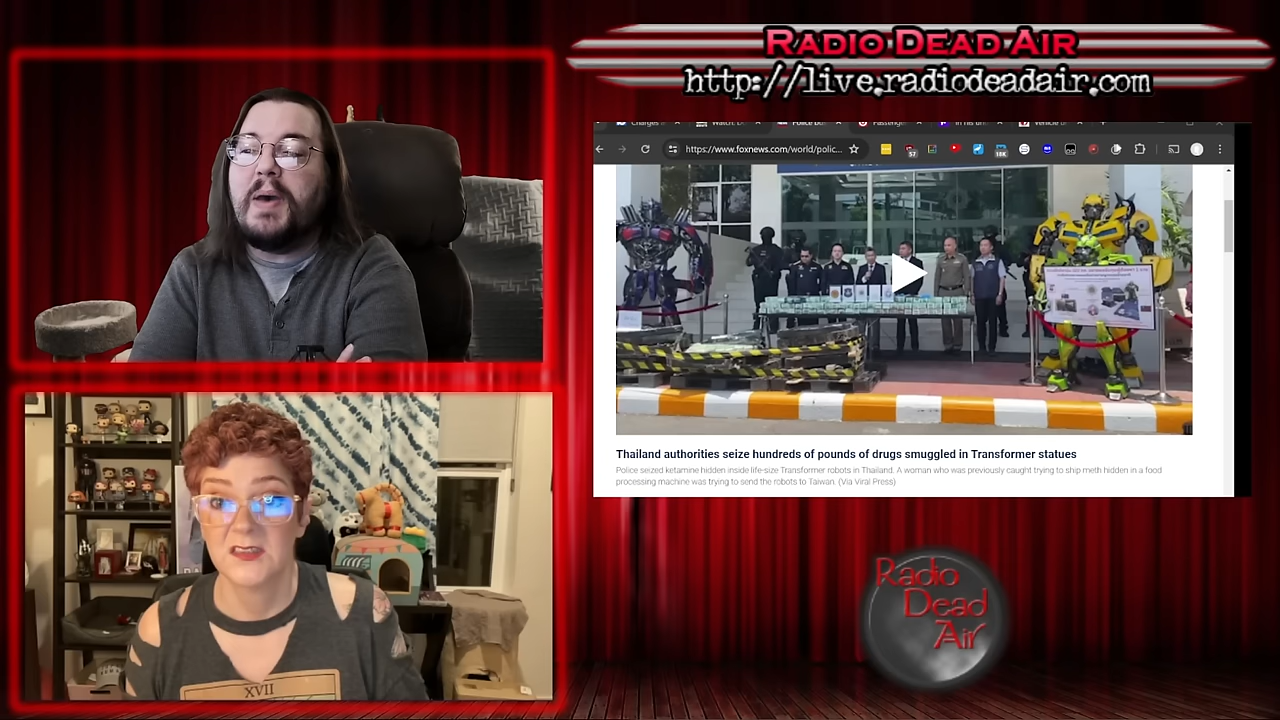 RADIO DEAD AIR
http://live.radiodeadair.com
https://www.foxnews.com/world/polic...
57
18K
Thailand authorities seize hundreds of pounds of drugs smuggled in Transformer statues
Police seized ketamine hidden inside life-size Transformer robots in Thailand. A woman who was previously caught trying to ship meth hidden in a food
processing machine was trying to send the robots to Taiwan. (Via Viral Press)
Radio
Dead
Air
XVII